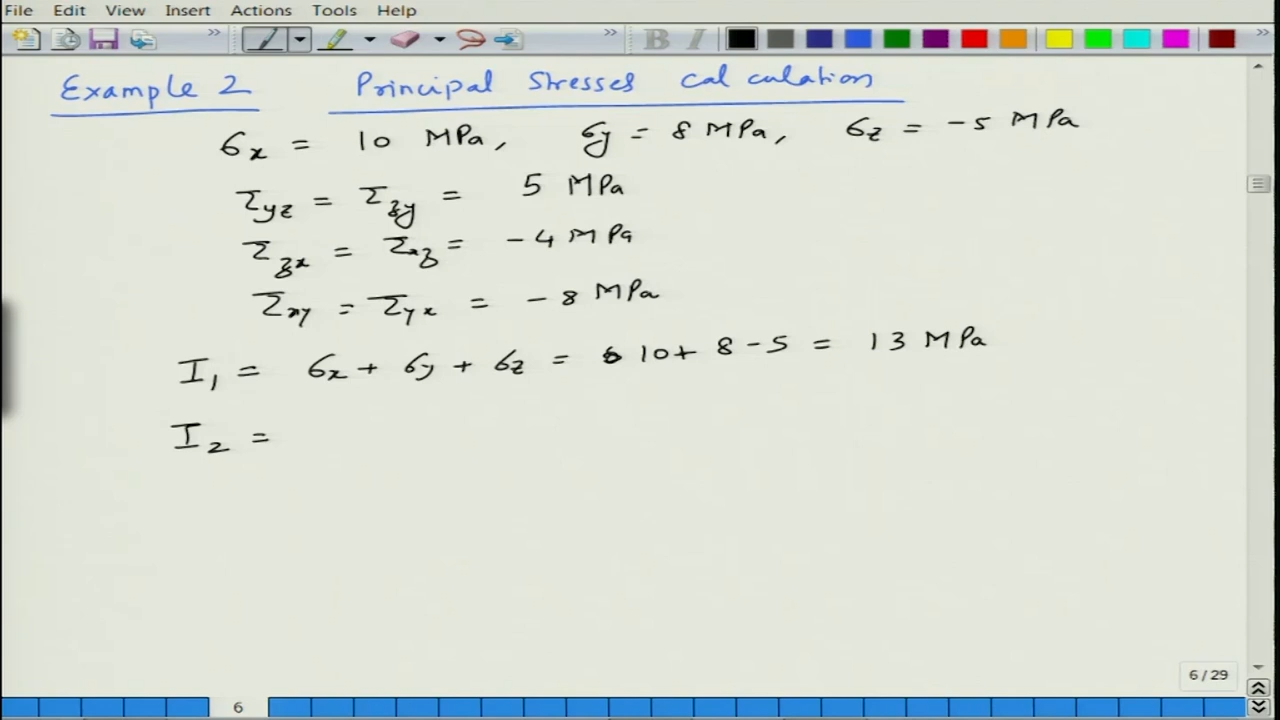 File Edit View Insert Actions Tools Help
B I
Example 2 Principal Stresses calculation
σx = 10 MPa, σy = 8 MPa, σz = -5 MPa
τyz = τzy = 5 MPa
τzx = τxz = -4 MPa
τxy = τyx = -8 MPa
I1 = σx + σy + σz = 10 + 8 - 5 = 13 MPa
I2 =
6 / 29
6